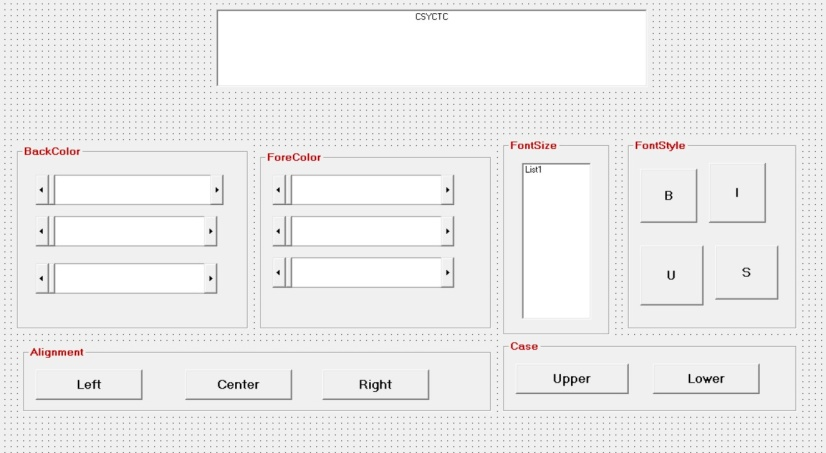 CSYCTC
BackColor
ForeColor
FontSize
FontStyle
List1
B
I
U
S
Alignment
Left
Center
Right
Case
Upper
Lower